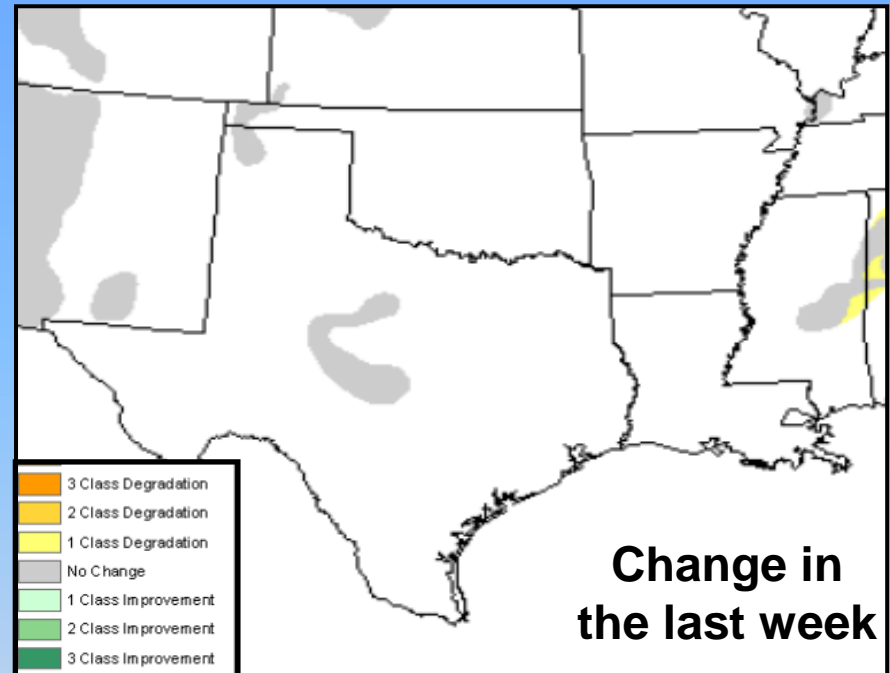 3 Class Degradation
2 Class Degradation
1 Class Degradation
No Change
1 Class Improvement
2 Class Improvement
3 Class Improvement
Change in
the last week